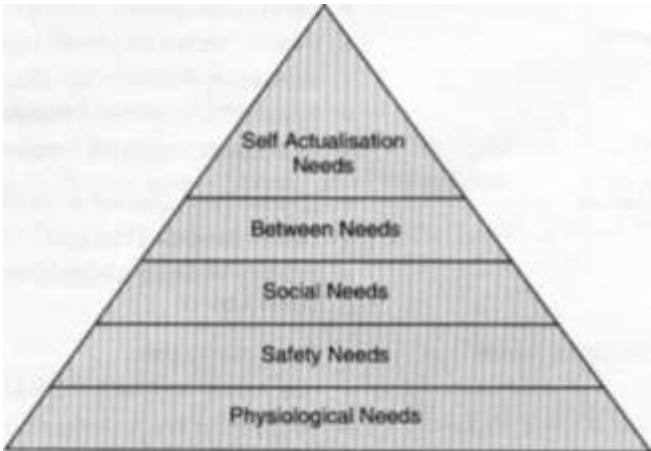 Self Actualisation
Needs
Between Needs
Social Needs
Safety Needs
Physiological Needs